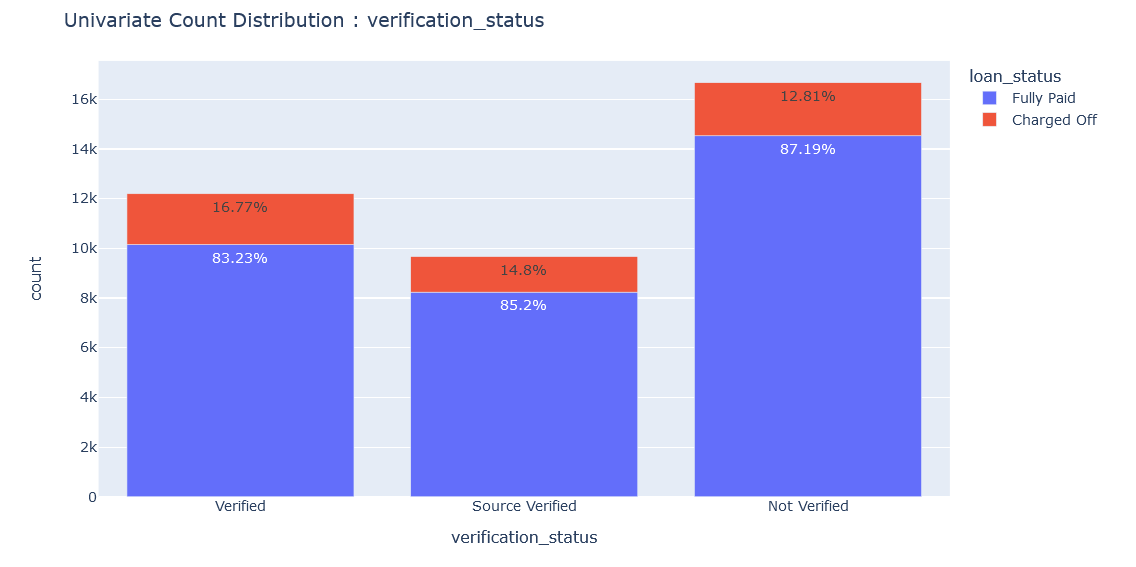 Univariate Count Distribution : verification_status
loan_status
Fully Paid
Charged Off
16k
14k
12k
10k
8k
6k
4k
2k
0
count
16.77%
83.23%
14.8%
85.2%
12.81%
87.19%
Verified
Source Verified
Not Verified
verification_status